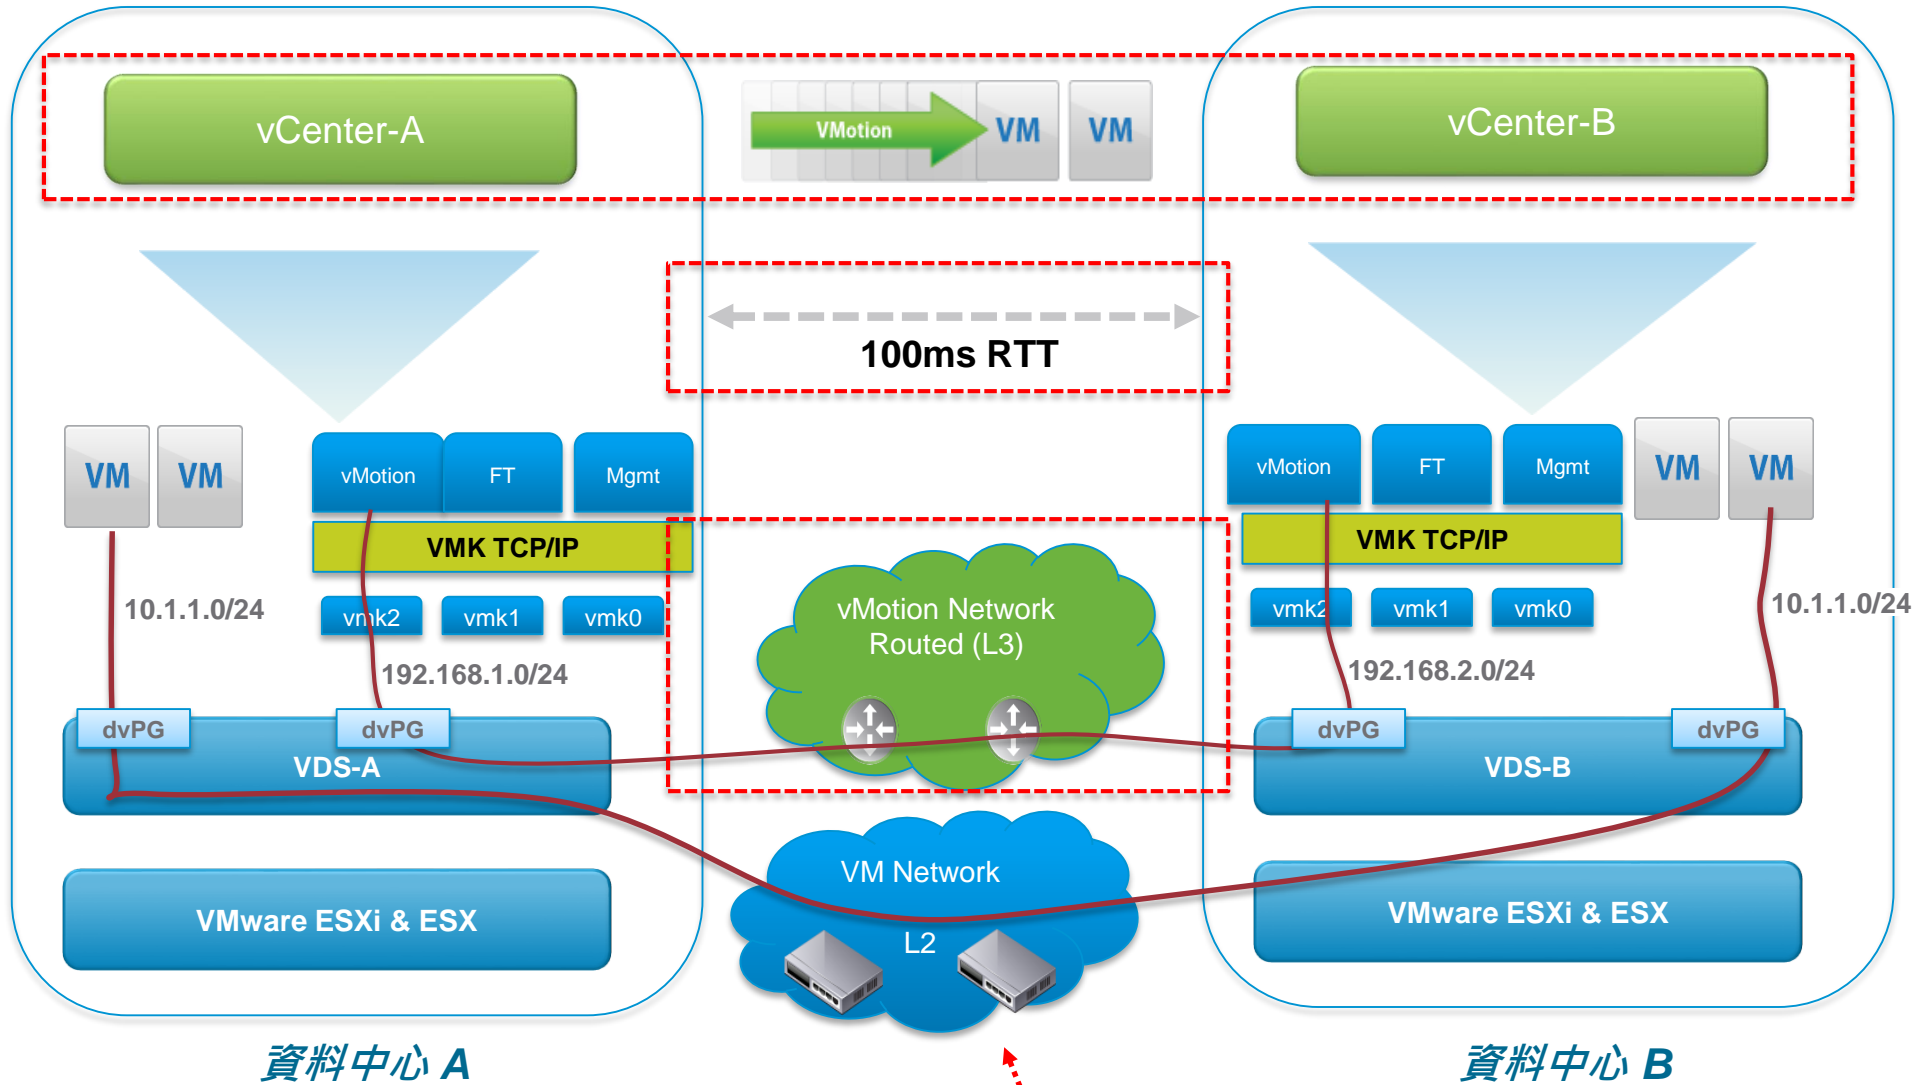 vCenter-A
VMotion
VM
VM
vCenter-B
100ms RTT
VM
VM
vMotion
FT
Mgmt
vMotion
FT
Mgmt
VM
VM
VMK TCP/IP
VMK TCP/IP
10.1.1.0/24
vmk2
vmk1
vmk0
vMotion Network
Routed (L3)
vmk2
vmk1
vmk0
10.1.1.0/24
192.168.1.0/24
192.168.2.0/24
dvPG
dvPG
dvPG
dvPG
VDS-A
VDS-B
VM Network
L2
VMware ESXi & ESX
VMware ESXi & ESX
資料中心 A
資料中心 B